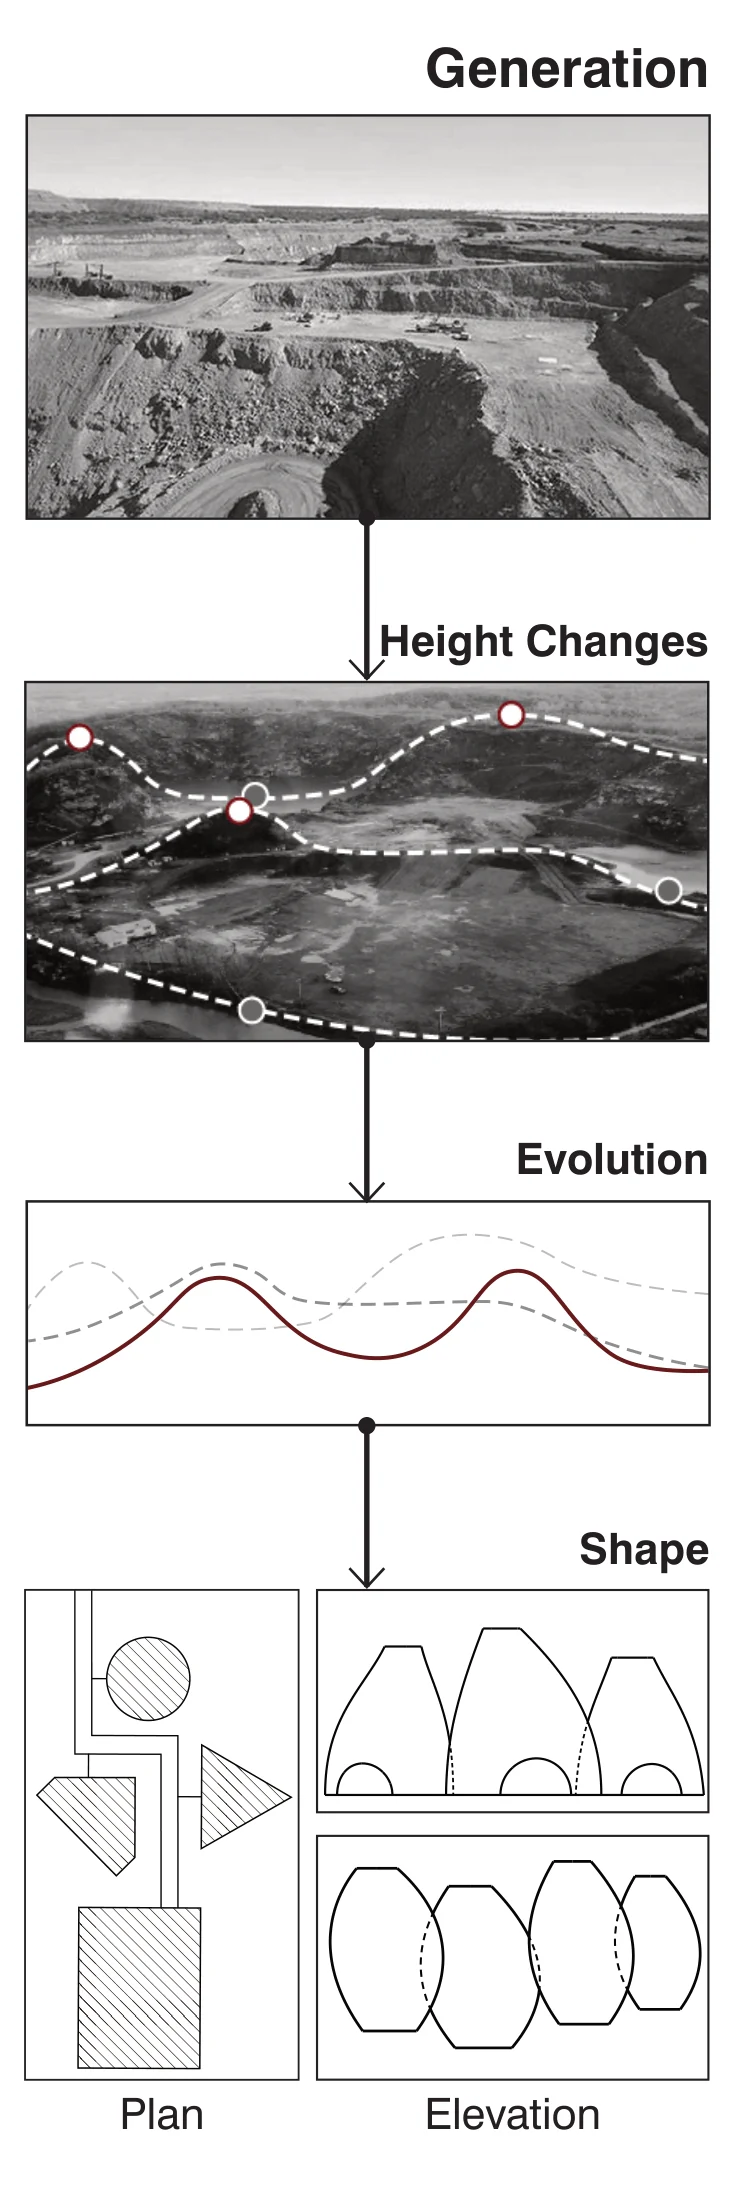 Generation
Height Changes
Evolution
Shape
Plan
Elevation